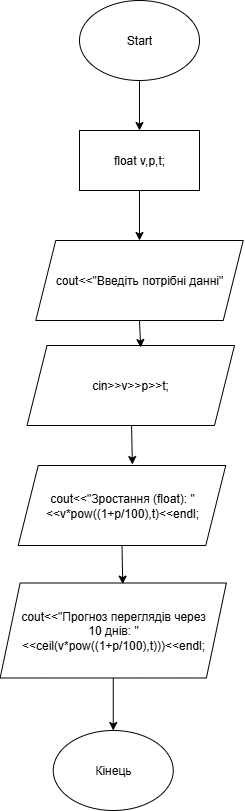 Start
float v,p,t;
cout<<"Введіть потрібні данні"
cin>>v>>p>>t;
cout<<"Зростання (float): "
<<v*pow((1+p/100),t)<<endl;
cout<<"Прогноз переглядів через
10 днів: "
<<ceil(v*pow((1+p/100),t)))<<endl;
Кінець